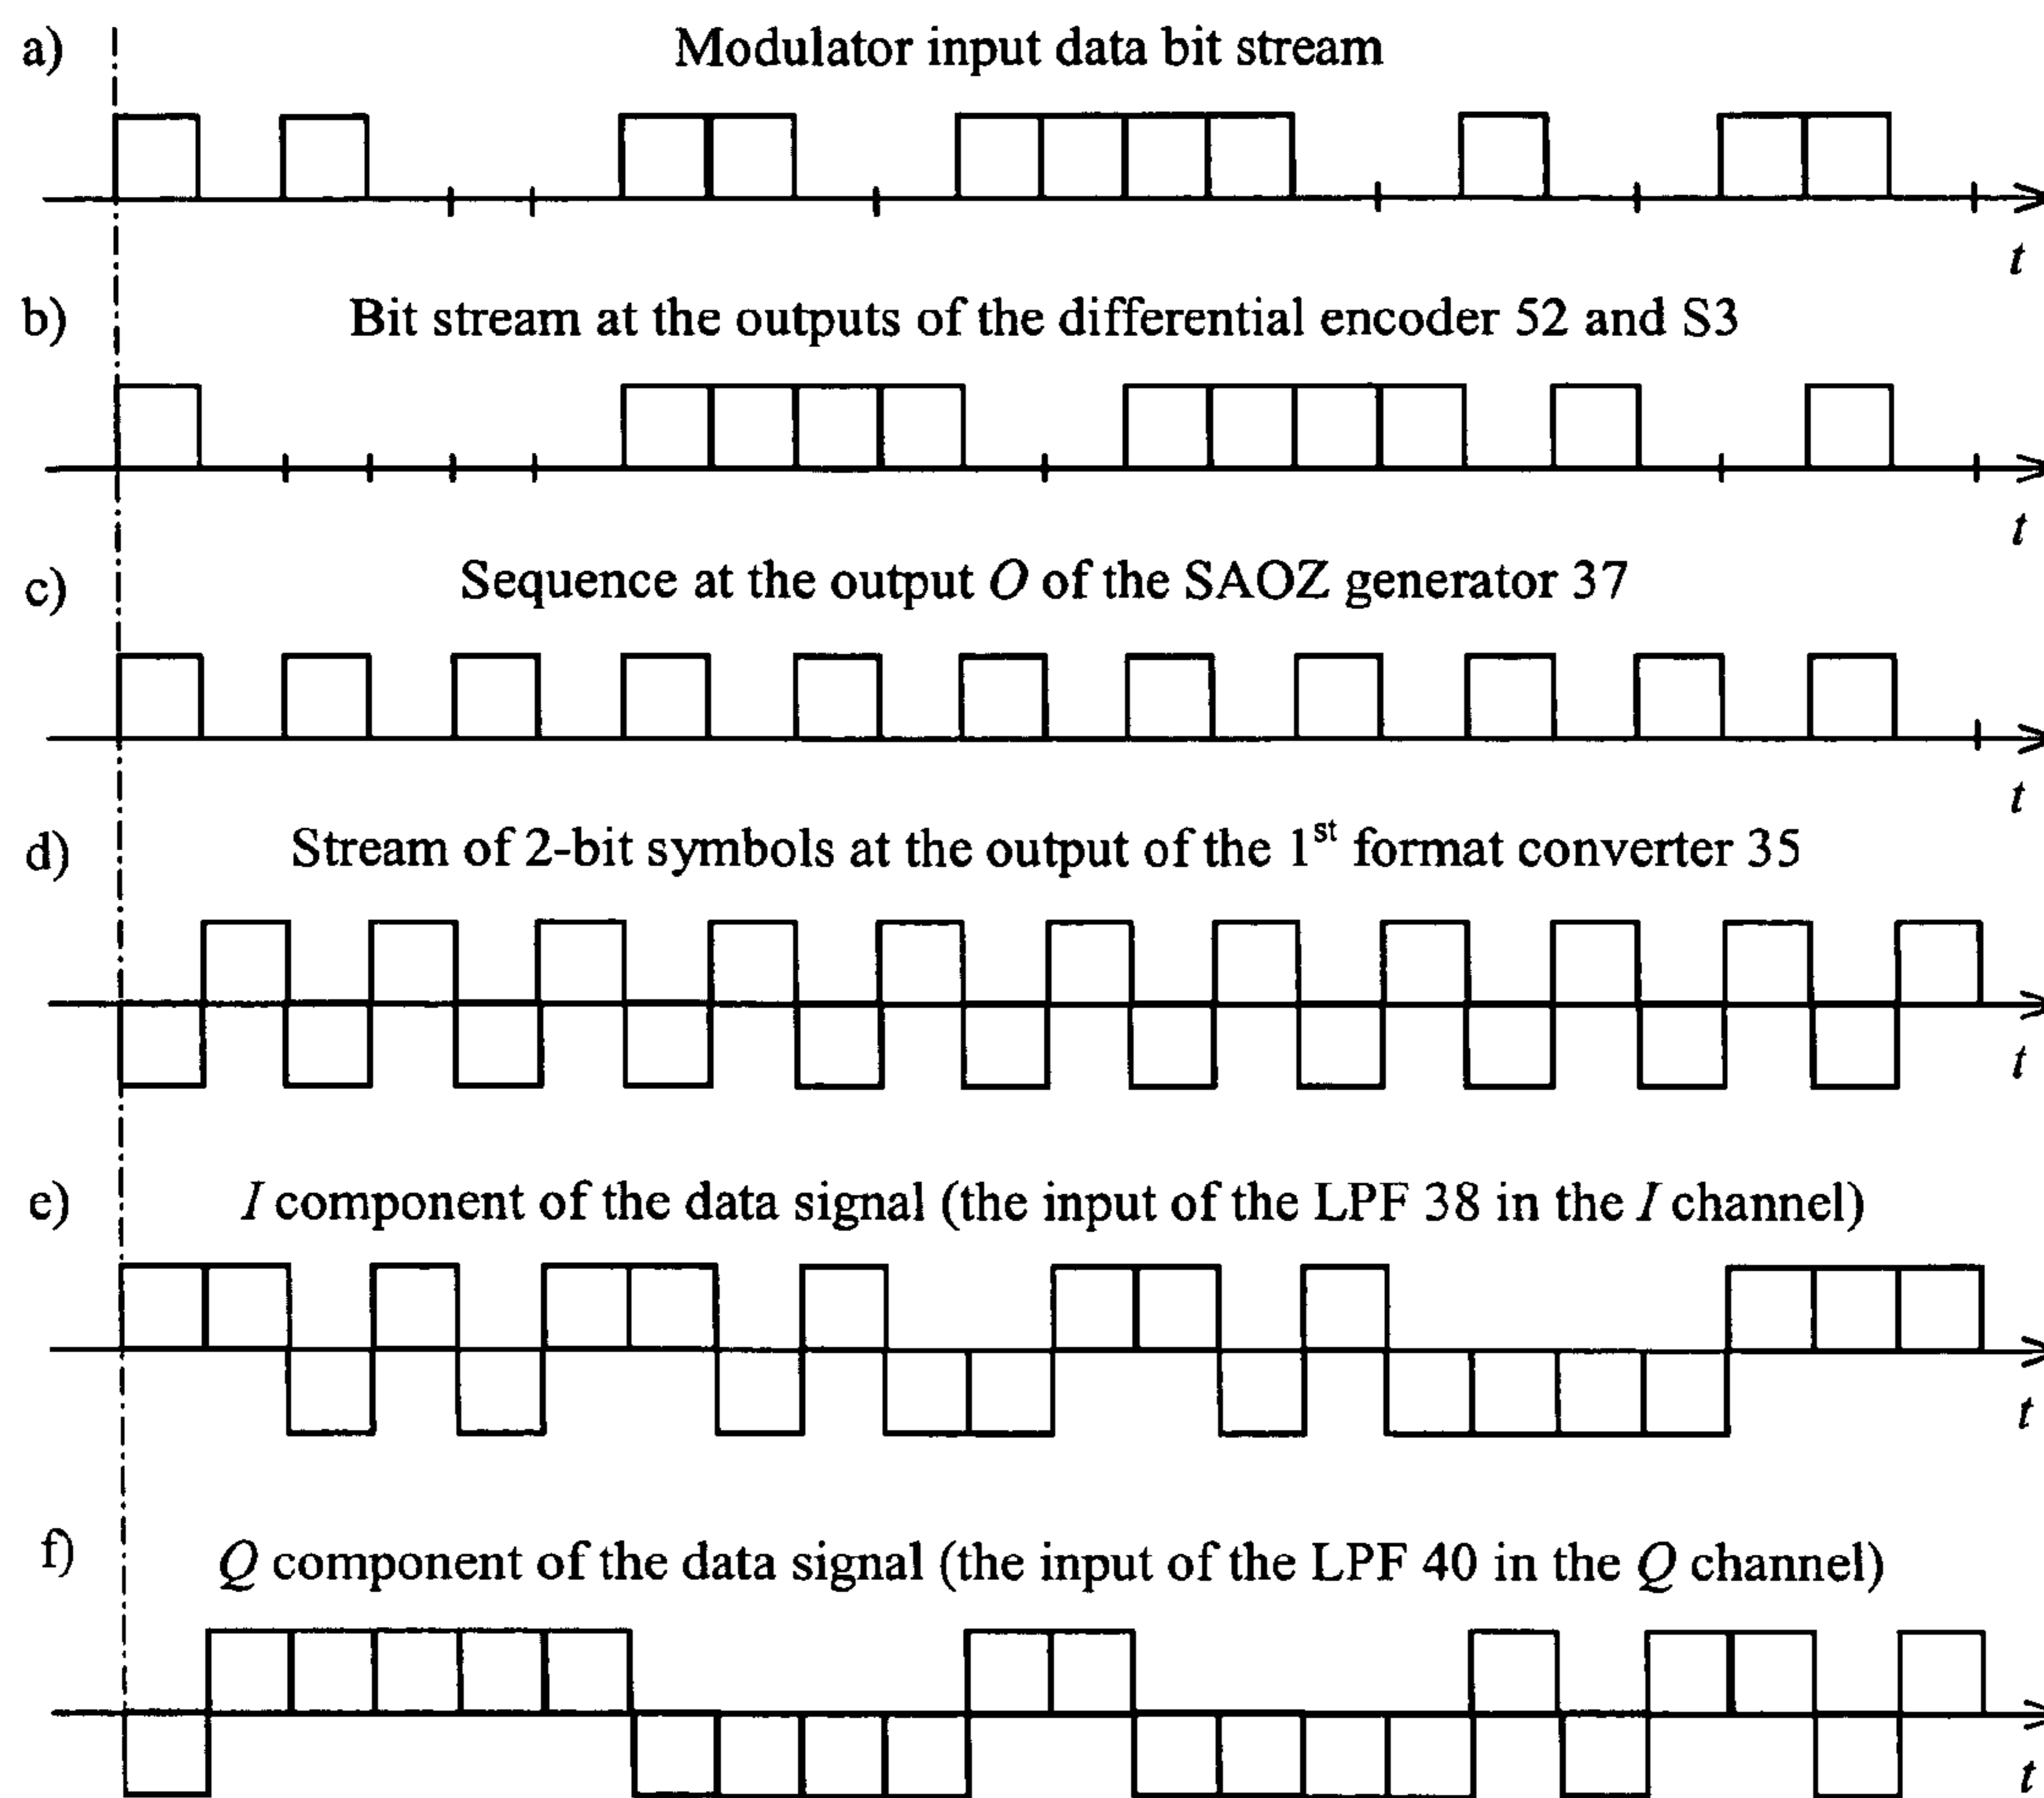 a) Modulator input data bit stream
t
b) Bit stream at the outputs of the differential encoder 52 and S3
t
c) Sequence at the output O of the SAOZ generator 37
t
d) Stream of 2-bit symbols at the output of the 1st format converter 35
t
e) I component of the data signal (the input of the LPF 38 in the I channel)
t
f) Q component of the data signal (the input of the LPF 40 in the Q channel)
t